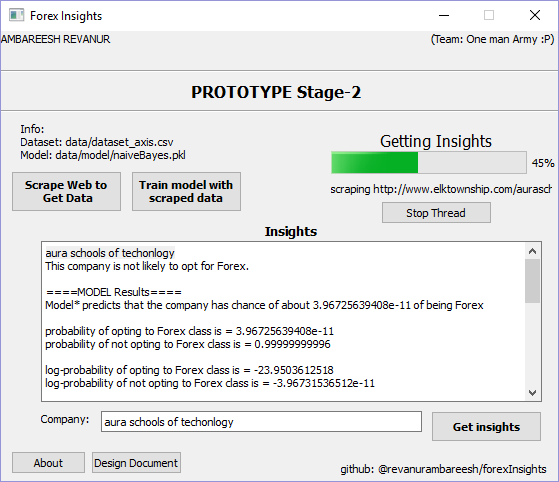 Forex Insights
AMBAREESH REVANUR
(Team: One man Army :P)
PROTOTYPE Stage-2
Info:
Dataset: data/dataset_axis.csv
Model: data/model/naiveBayes.pkl
Getting Insights
45%
scraping http://www.elktownship.com/aurasch
Scrape Web to
Get Data
Train model with
scraped data
Stop Thread
Insights
aura schools of techonlogy
This company is not likely to opt for Forex.
====MODEL Results====
Model* predicts that the company has chance of about 3.96725639408e-11 of being Forex
probability of opting to Forex class is = 3.96725639408e-11
probability of not opting to Forex class is = 0.99999999996
log-probability of opting to Forex class is = -23.9503612518
log-probability of not opting to Forex class is = -3.96731536512e-11
Company:
aura schools of techonlogy
Get insights
About
Design Document
github: @revanurambareesh/forexInsights